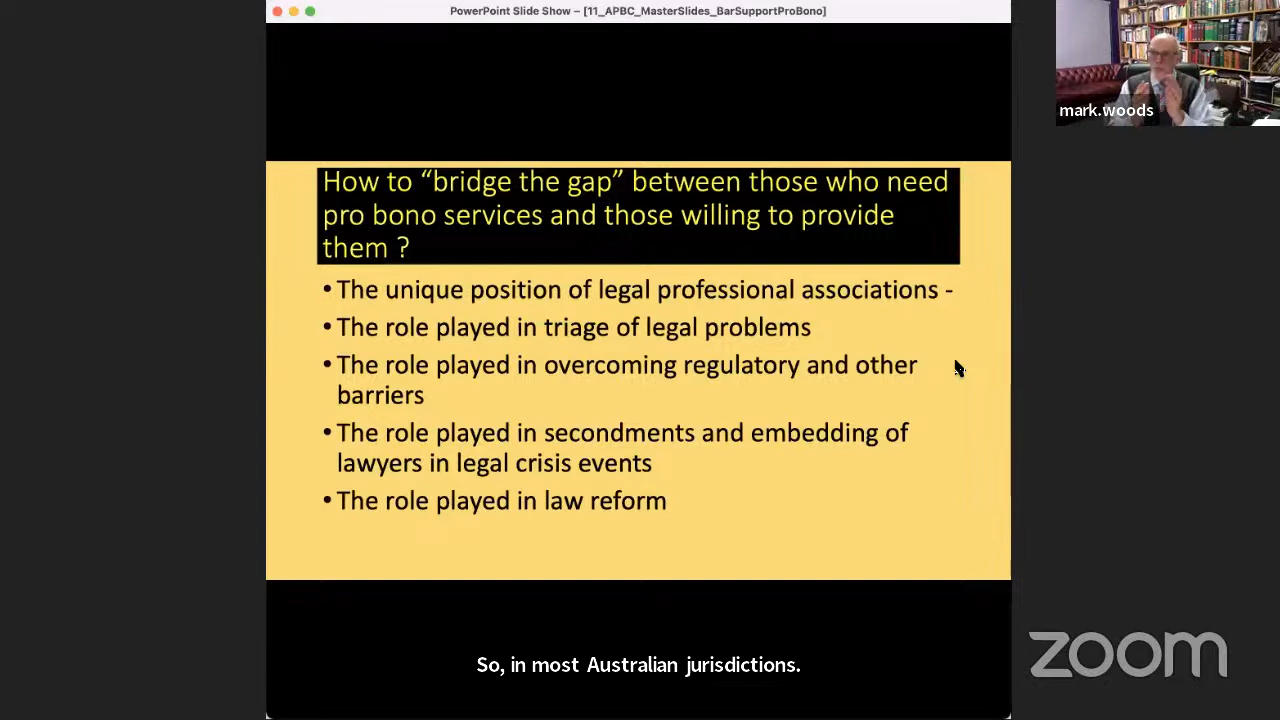 PowerPoint Slide Show – [11_APBC_MasterSlides_BarSupportProBono]
mark.woods
How to “bridge the gap” between those who need
pro bono services and those willing to provide
them ?
• The unique position of legal professional associations -
• The role played in triage of legal problems
• The role played in overcoming regulatory and other
barriers
• The role played in secondments and embedding of
lawyers in legal crisis events
• The role played in law reform
So, in most Australian jurisdictions.
zoom